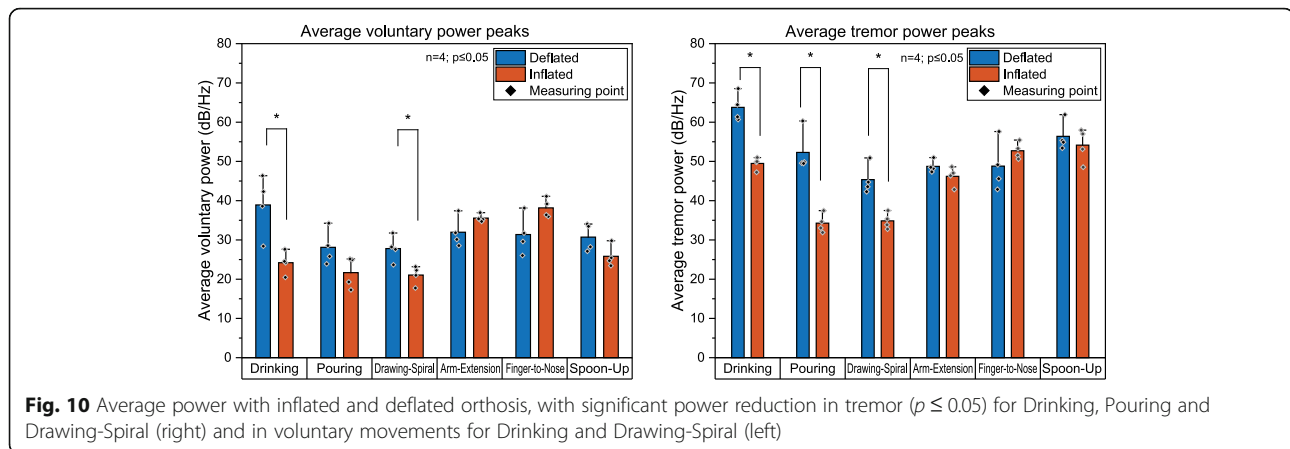 Average voluntary power peaks
80
70
60
50
40
30
20
10
0
Average voluntary power (dB/Hz)
n=4; p≤0.05
Deflated
Inflated
Measuring point
*
*
Drinking
Pouring
Drawing-Spiral
Arm-Extension
Finger-to-Nose
Spoon-Up
Average tremor power peaks
80
70
60
50
40
30
20
10
0
Average tremor power (dB/Hz)
n=4; p≤0.05
Deflated
Inflated
Measuring point
*
*
*
Drinking
Pouring
Drawing-Spiral
Arm-Extension
Finger-to-Nose
Spoon-Up
Fig. 10 Average power with inflated and deflated orthosis, with significant power reduction in tremor (p ≤ 0.05) for Drinking, Pouring and
Drawing-Spiral (right) and in voluntary movements for Drinking and Drawing-Spiral (left)